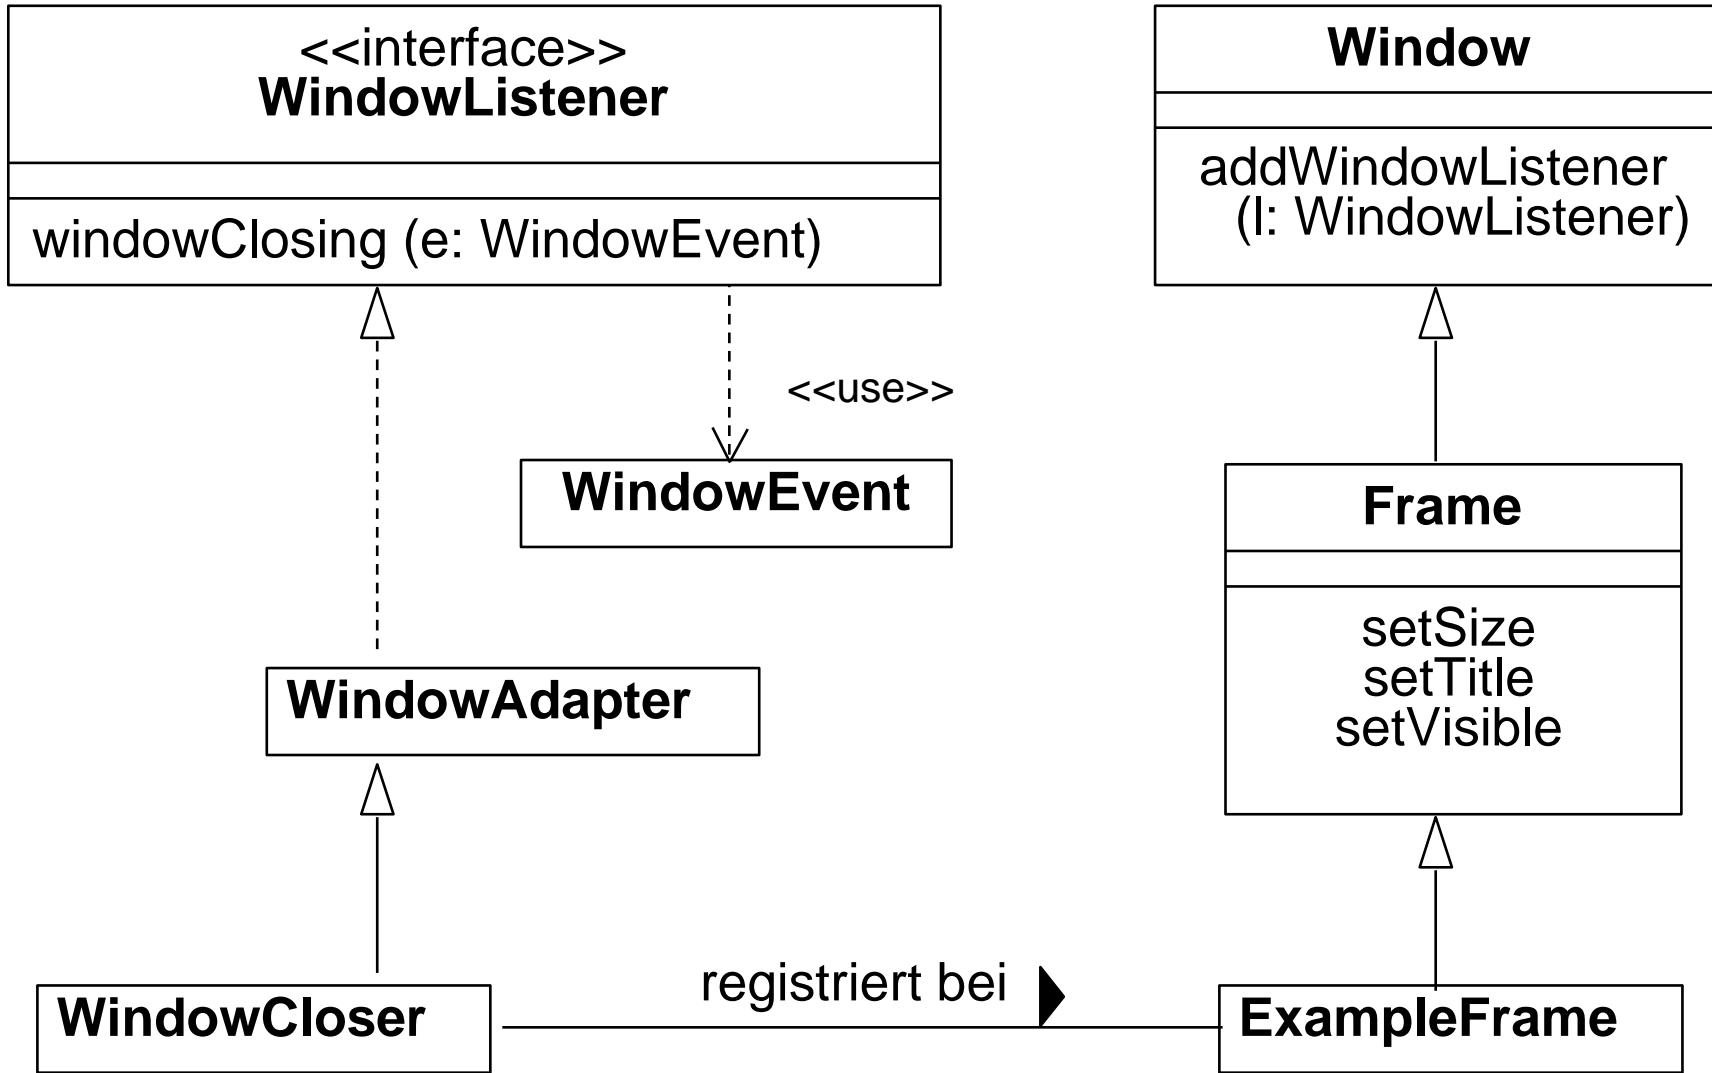 <<interface>>
WindowListener
windowClosing (e: WindowEvent)
Window
addWindowListener
(l: WindowListener)
<<use>>
WindowEvent
Frame
setSize
setTitle
setVisible
WindowAdapter
WindowCloser
registriert bei
ExampleFrame